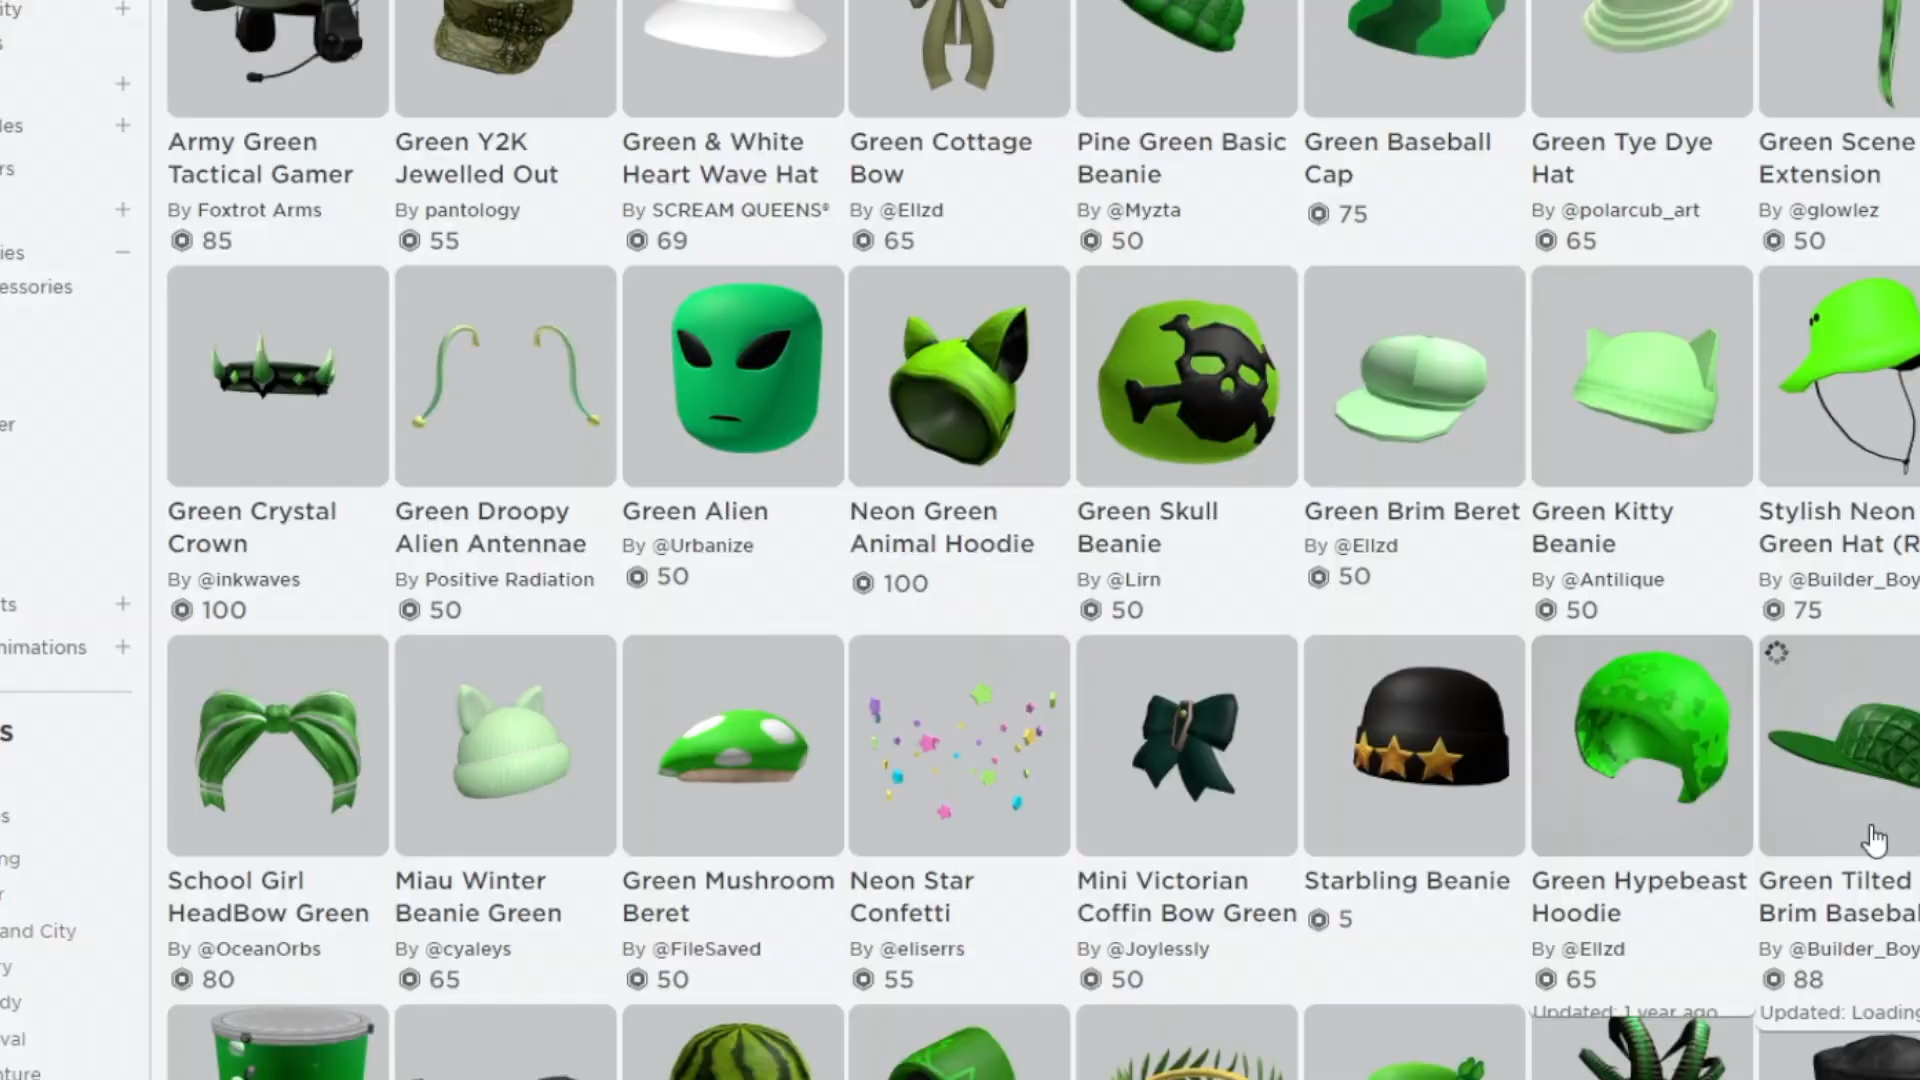 ity
s
les
rs
ies
essories
er
ts
nimations
s
s
ng
r
and City
ry
dy
val
nture
Army Green
Tactical Gamer
By Foxtrot Arms
85
Green Y2K
Jewelled Out
By pantology
55
Green & White
Heart Wave Hat
By SCREAM QUEENS®
69
Green Cottage
Bow
By @Ellzd
65
Pine Green Basic
Beanie
By @Myzta
50
Green Baseball
Cap
75
Green Tye Dye
Hat
By @polarcub_art
65
Green Scene
Extension
By @glowlez
50
Green Crystal
Crown
By @inkwaves
100
Green Droopy
Alien Antennae
By Positive Radiation
50
Green Alien
By @Urbanize
50
Neon Green
Animal Hoodie
100
Green Skull
Beanie
By @Lirn
50
Green Brim Beret
By @Ellzd
50
Green Kitty
Beanie
By @Antilique
50
Stylish Neon
Green Hat (R
By @Builder_Boy
75
School Girl
HeadBow Green
By @OceanOrbs
80
Miau Winter
Beanie Green
By @cyaleys
65
Green Mushroom
Beret
By @FileSaved
50
Neon Star
Confetti
By @eliserrs
55
Mini Victorian
Coffin Bow Green
By @Joylessly
50
Starbling Beanie
5
Green Hypebeast
Hoodie
By @Ellzd
65
Updated: 1 year ago
Green Tilted
Brim Basebal
By @Builder_Boy
88
Updated: Loading